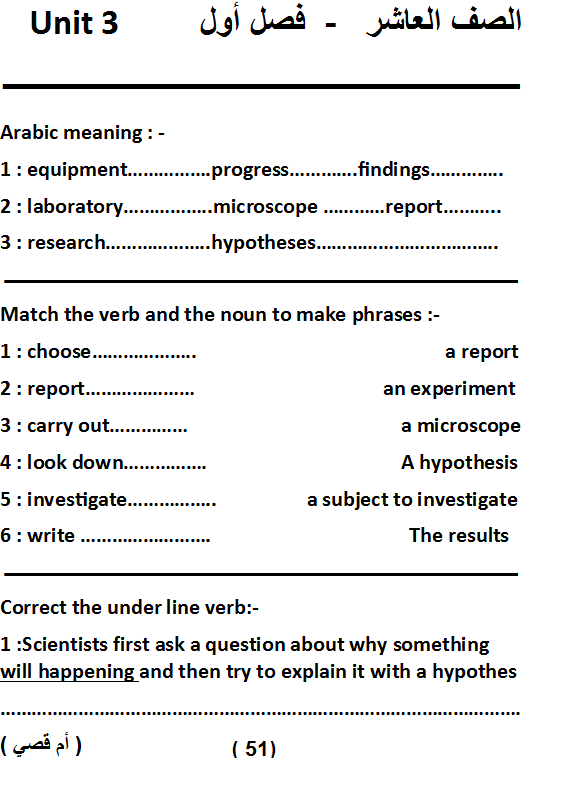 Unit 3 الصف العاشر - فصل أول
Arabic meaning : -
1 : equipment................progress.............findings..............
2 : laboratory.................microscope ............report...........
3 : research....................hypotheses...................................
Match the verb and the noun to make phrases :-
1 : choose.................... a report
2 : report..................... an experiment
3 : carry out............... a microscope
4 : look down................ A hypothesis
5 : investigate................. a subject to investigate
6 : write ......................... The results
Correct the under line verb:-
1 :Scientists first ask a question about why something
will happening and then try to explain it with a hypothes
....................................................................................................
( أم قصي ) ( 51)